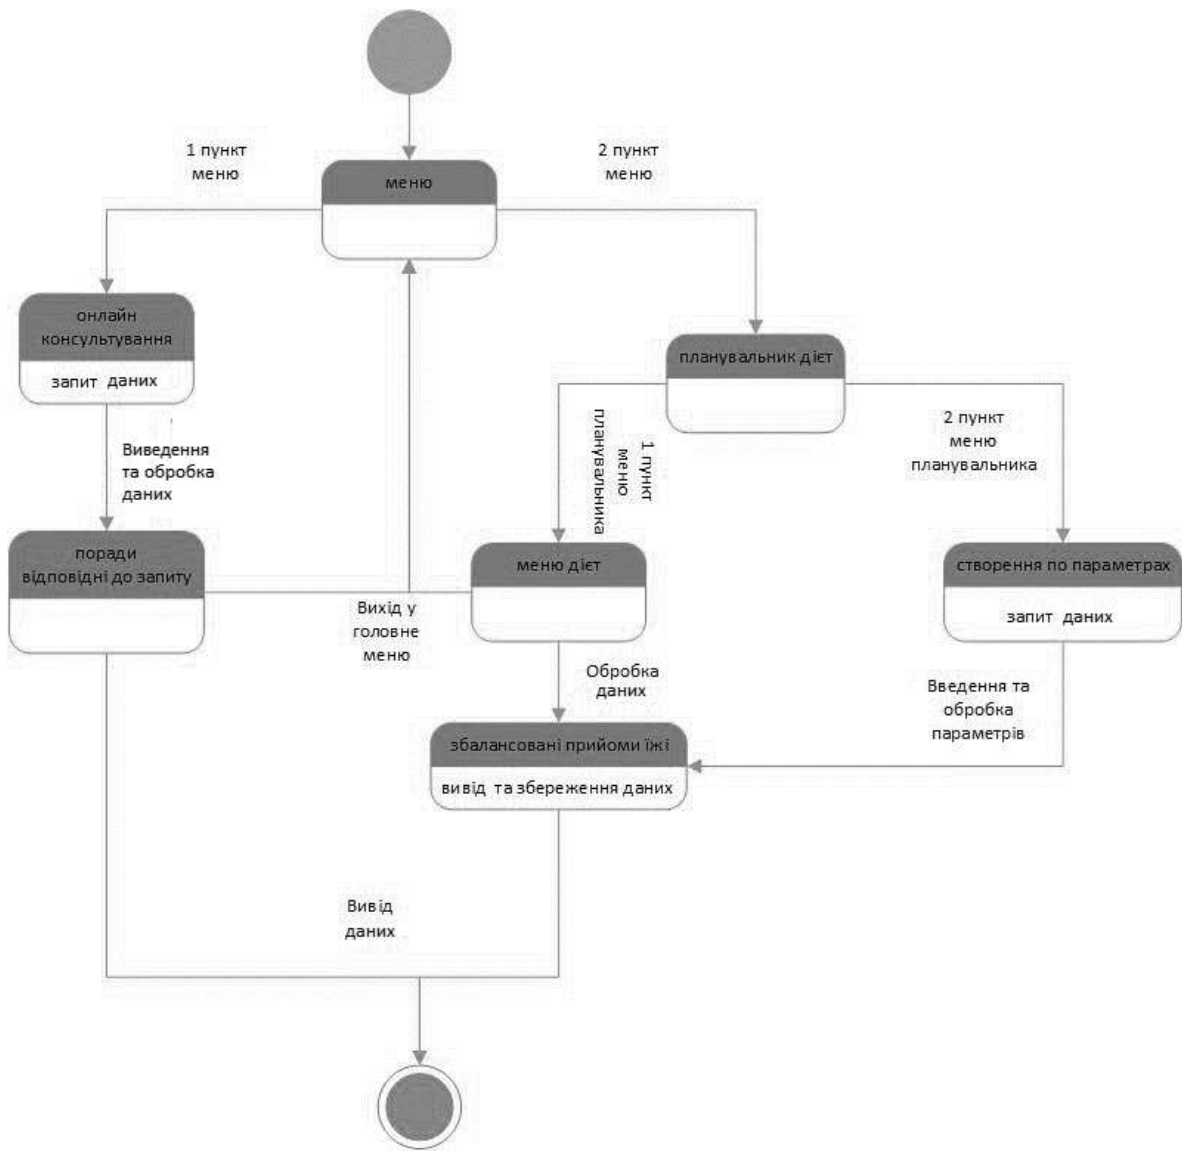 1 пункт
меню
2 пункт
меню
меню
онлайн
консультування
запит даних
планувальник дієт
1 пункт
меню
планувальника
2 пункт
меню
планувальника
Виведення
та обробка
даних
поради
відповідні до запиту
Вихід у
головне
меню
меню дієт
створення по параметрах
запит даних
Обробка
даних
Введення та
обробка
параметрів
збалансовані прийоми їжі
вивід та збереження даних
Вивід
даних